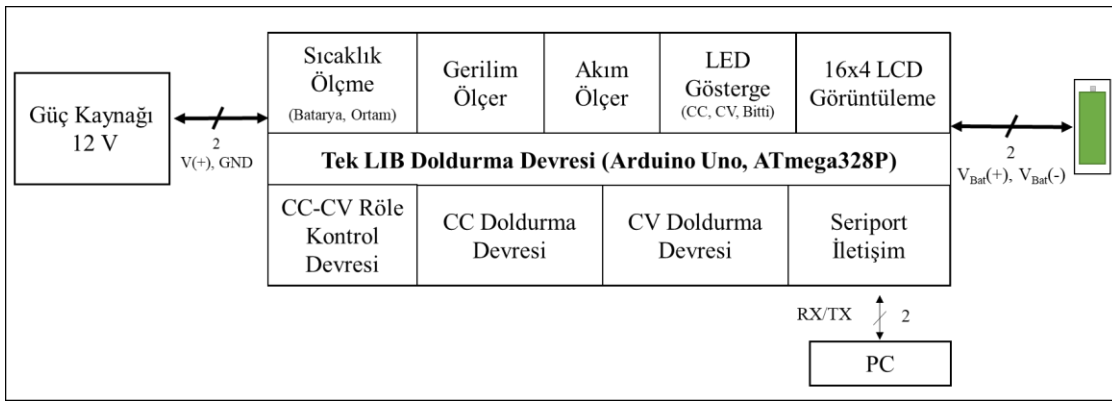 Güç Kaynağı
12 V
2
V(+), GND
Sıcaklık
Ölçme
(Batarya, Ortam)
Gerilim
Ölçer
Akım
Ölçer
LED
Gösterge
(CC, CV, Bitti)
16x4 LCD
Görüntüleme
Tek LIB Doldurma Devresi (Arduino Uno, ATmega328P)
CC-CV Röle
Kontrol
Devresi
CC Doldurma
Devresi
CV Doldurma
Devresi
Seriport
İletişim
2
VBat(+), VBat(-)
RX/TX
2
PC